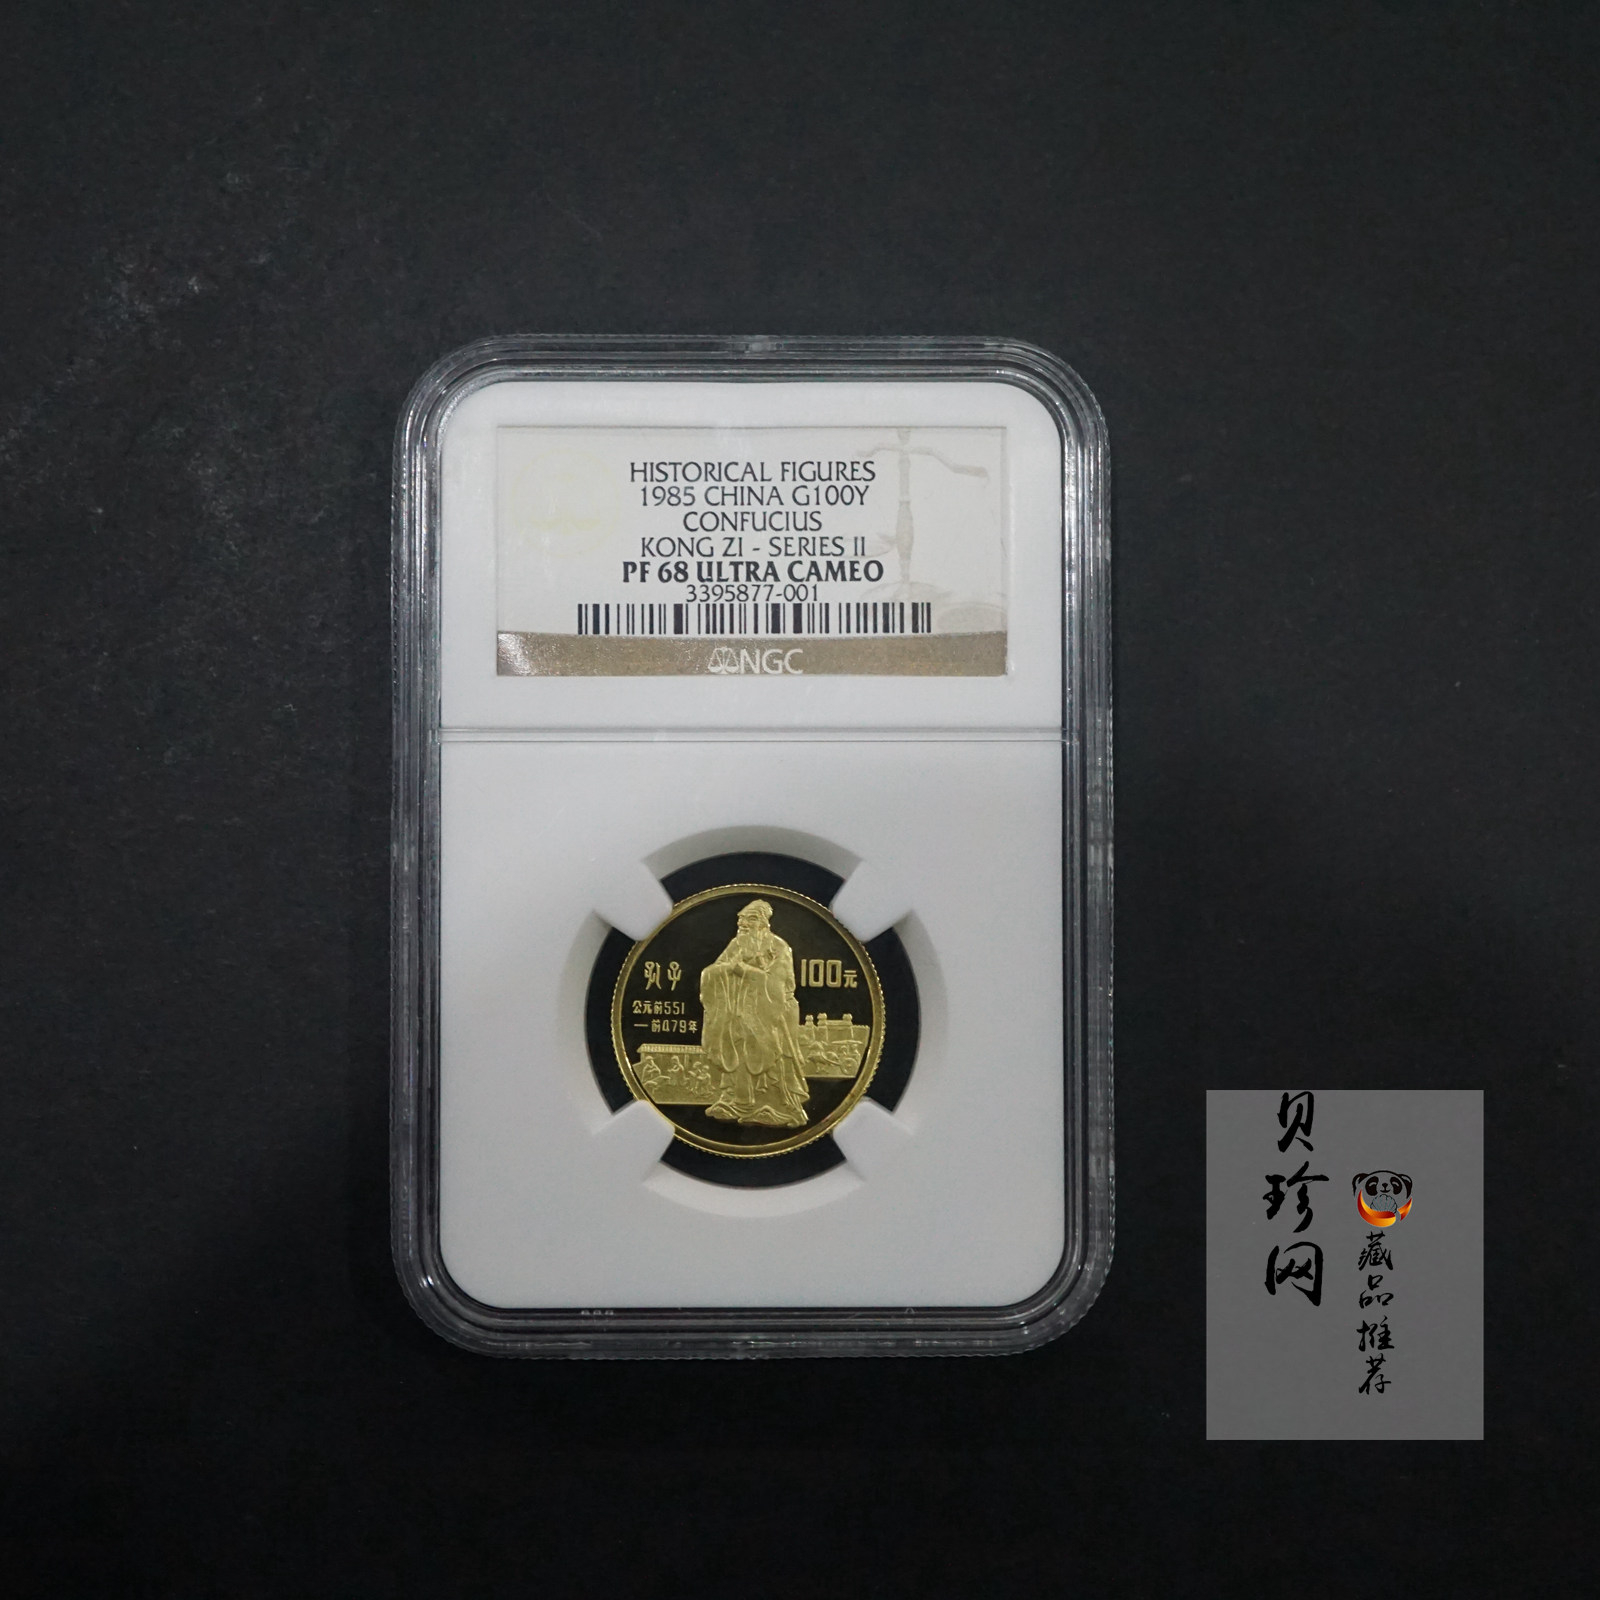 HISTORICAL FIGURES
1985 CHINA G100Y
CONFUCIUS
KONG ZI - SERIES II
PF 68 ULTRA CAMEO
3395877-001
NGC
孔子
100元
公元前551
一前479年
贝珍网
藏品推荐